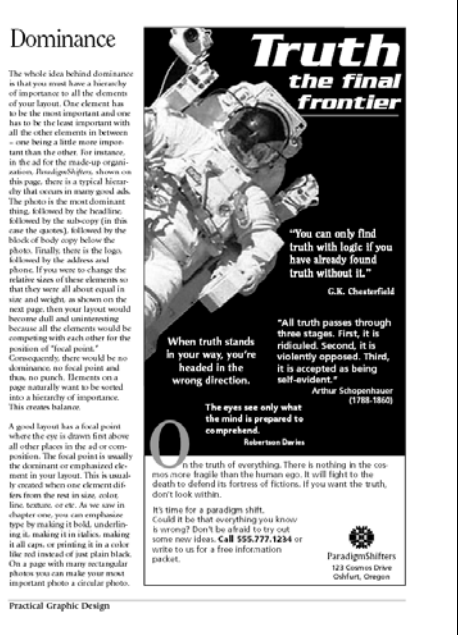 Dominance
The whole idea behind dominance
is that you must have a hierarchy
of importance to all the elements
of your layout. One element has
to be the most important and one
has to be the least important with
all the other elements in between
– one being a little more impor-
tant than the other. For instance,
in the ad for the made-up organi-
zation, ParadigmShifters, shown on
this page, there is a typical hierar-
chy that occurs in many good ads.
The photo is the most dominant
thing, followed by the headline,
followed by the sub-copy (in this
case the quotes), followed by the
block of body copy below the
photo. Finally, there is the logo,
followed by the address and
phone. If you were to change the
relative sizes of these elements so
that they were all about equal in
size and weight, as shown on the
next page, then your layout would
become dull and uninteresting
because all the elements would be
competing with each other for the
position of "focal point."
Consequently, there would be no
dominance, no focal point and
thus, no punch. Elements on a
page naturally want to be sorted
into a hierarchy of importance.
This creates balance.
A good layout has a focal point
where the eye is drawn first above
all other places in the ad or com-
position. The focal point is usually
the dominant or emphasized ele-
ment in your layout. This is usual-
ly created when one element dif-
fers from the rest in size, color,
line, texture, or etc. As we saw in
chapter one, you can emphasize
type by making it bold, underlin-
ing it, making it in italics, making
it all caps, or printing it in a color
like red instead of just plain black.
On a page with many rectangular
photos you can make your most
important photo a circular photo.
Truth
the final
frontier
"You can only find
truth with logic if you
have already found
truth without it."
G.K. Chesterfield
When truth stands
in your way, you're
headed in the
wrong direction.
"All truth passes through
three stages. First, it is
ridiculed. Second, it is
violently opposed. Third,
it is accepted as being
self-evident."
Arthur Schopenhauer
(1788-1860)
The eyes see only what
the mind is prepared to
comprehend.
Robertson Davies
On the truth of everything. There is nothing in the cos-
mos more fragile than the human ego. It will fight to the
death to defend its fortress of fictions. If you want the truth,
don't look within.
It's time for a paradigm shift.
Could it be that everything you know
is wrong? Don't be afraid to try out
some new ideas. Call 555.777.1234 or
write to us for a free information
packet.
ParadigmShifters
123 Cosmos Drive
Oshfurt, Oregon
Practical Graphic Design